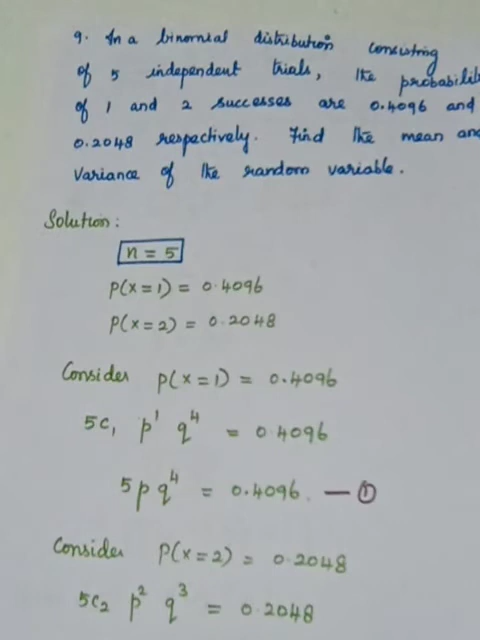 9. In a binomial distribution consisting
of 5 independent trials, the probabilit
of 1 and 2 successes are 0.4096 and
0.2048 respectively. Find the mean an
Variance of the random variable.
Solution:
n = 5
P(x=1) = 0.4096
P(x=2) = 0.2048
Consider P(x=1) = 0.4096
5C₁ p¹ q⁴ = 0.4096
5pq⁴ = 0.4096. — ①
Consider P(x=2) = 0.2048
5C₂ p² q³ = 0.2048